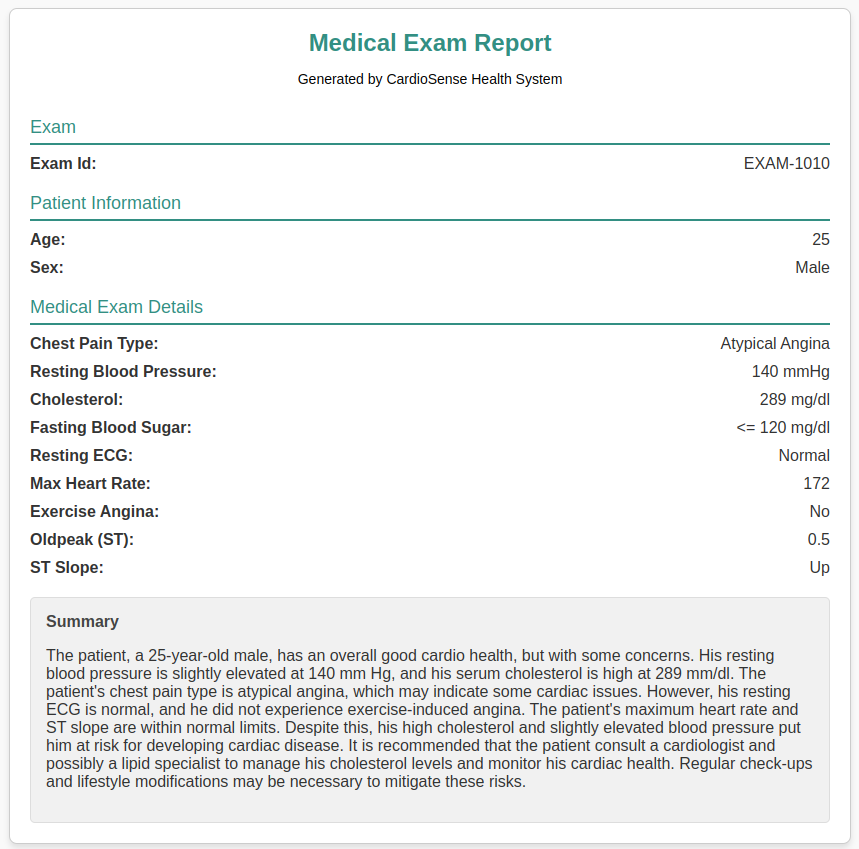 Medical Exam Report
Generated by CardioSense Health System
Exam
Exam Id: EXAM-1010
Patient Information
Age: 25
Sex: Male
Medical Exam Details
Chest Pain Type: Atypical Angina
Resting Blood Pressure: 140 mmHg
Cholesterol: 289 mg/dl
Fasting Blood Sugar: <= 120 mg/dl
Resting ECG: Normal
Max Heart Rate: 172
Exercise Angina: No
Oldpeak (ST): 0.5
ST Slope: Up
Summary
The patient, a 25-year-old male, has an overall good cardio health, but with some concerns. His resting
blood pressure is slightly elevated at 140 mm Hg, and his serum cholesterol is high at 289 mm/dl. The
patient's chest pain type is atypical angina, which may indicate some cardiac issues. However, his resting
ECG is normal, and he did not experience exercise-induced angina. The patient's maximum heart rate and
ST slope are within normal limits. Despite this, his high cholesterol and slightly elevated blood pressure put
him at risk for developing cardiac disease. It is recommended that the patient consult a cardiologist and
possibly a lipid specialist to manage his cholesterol levels and monitor his cardiac health. Regular check-ups
and lifestyle modifications may be necessary to mitigate these risks.